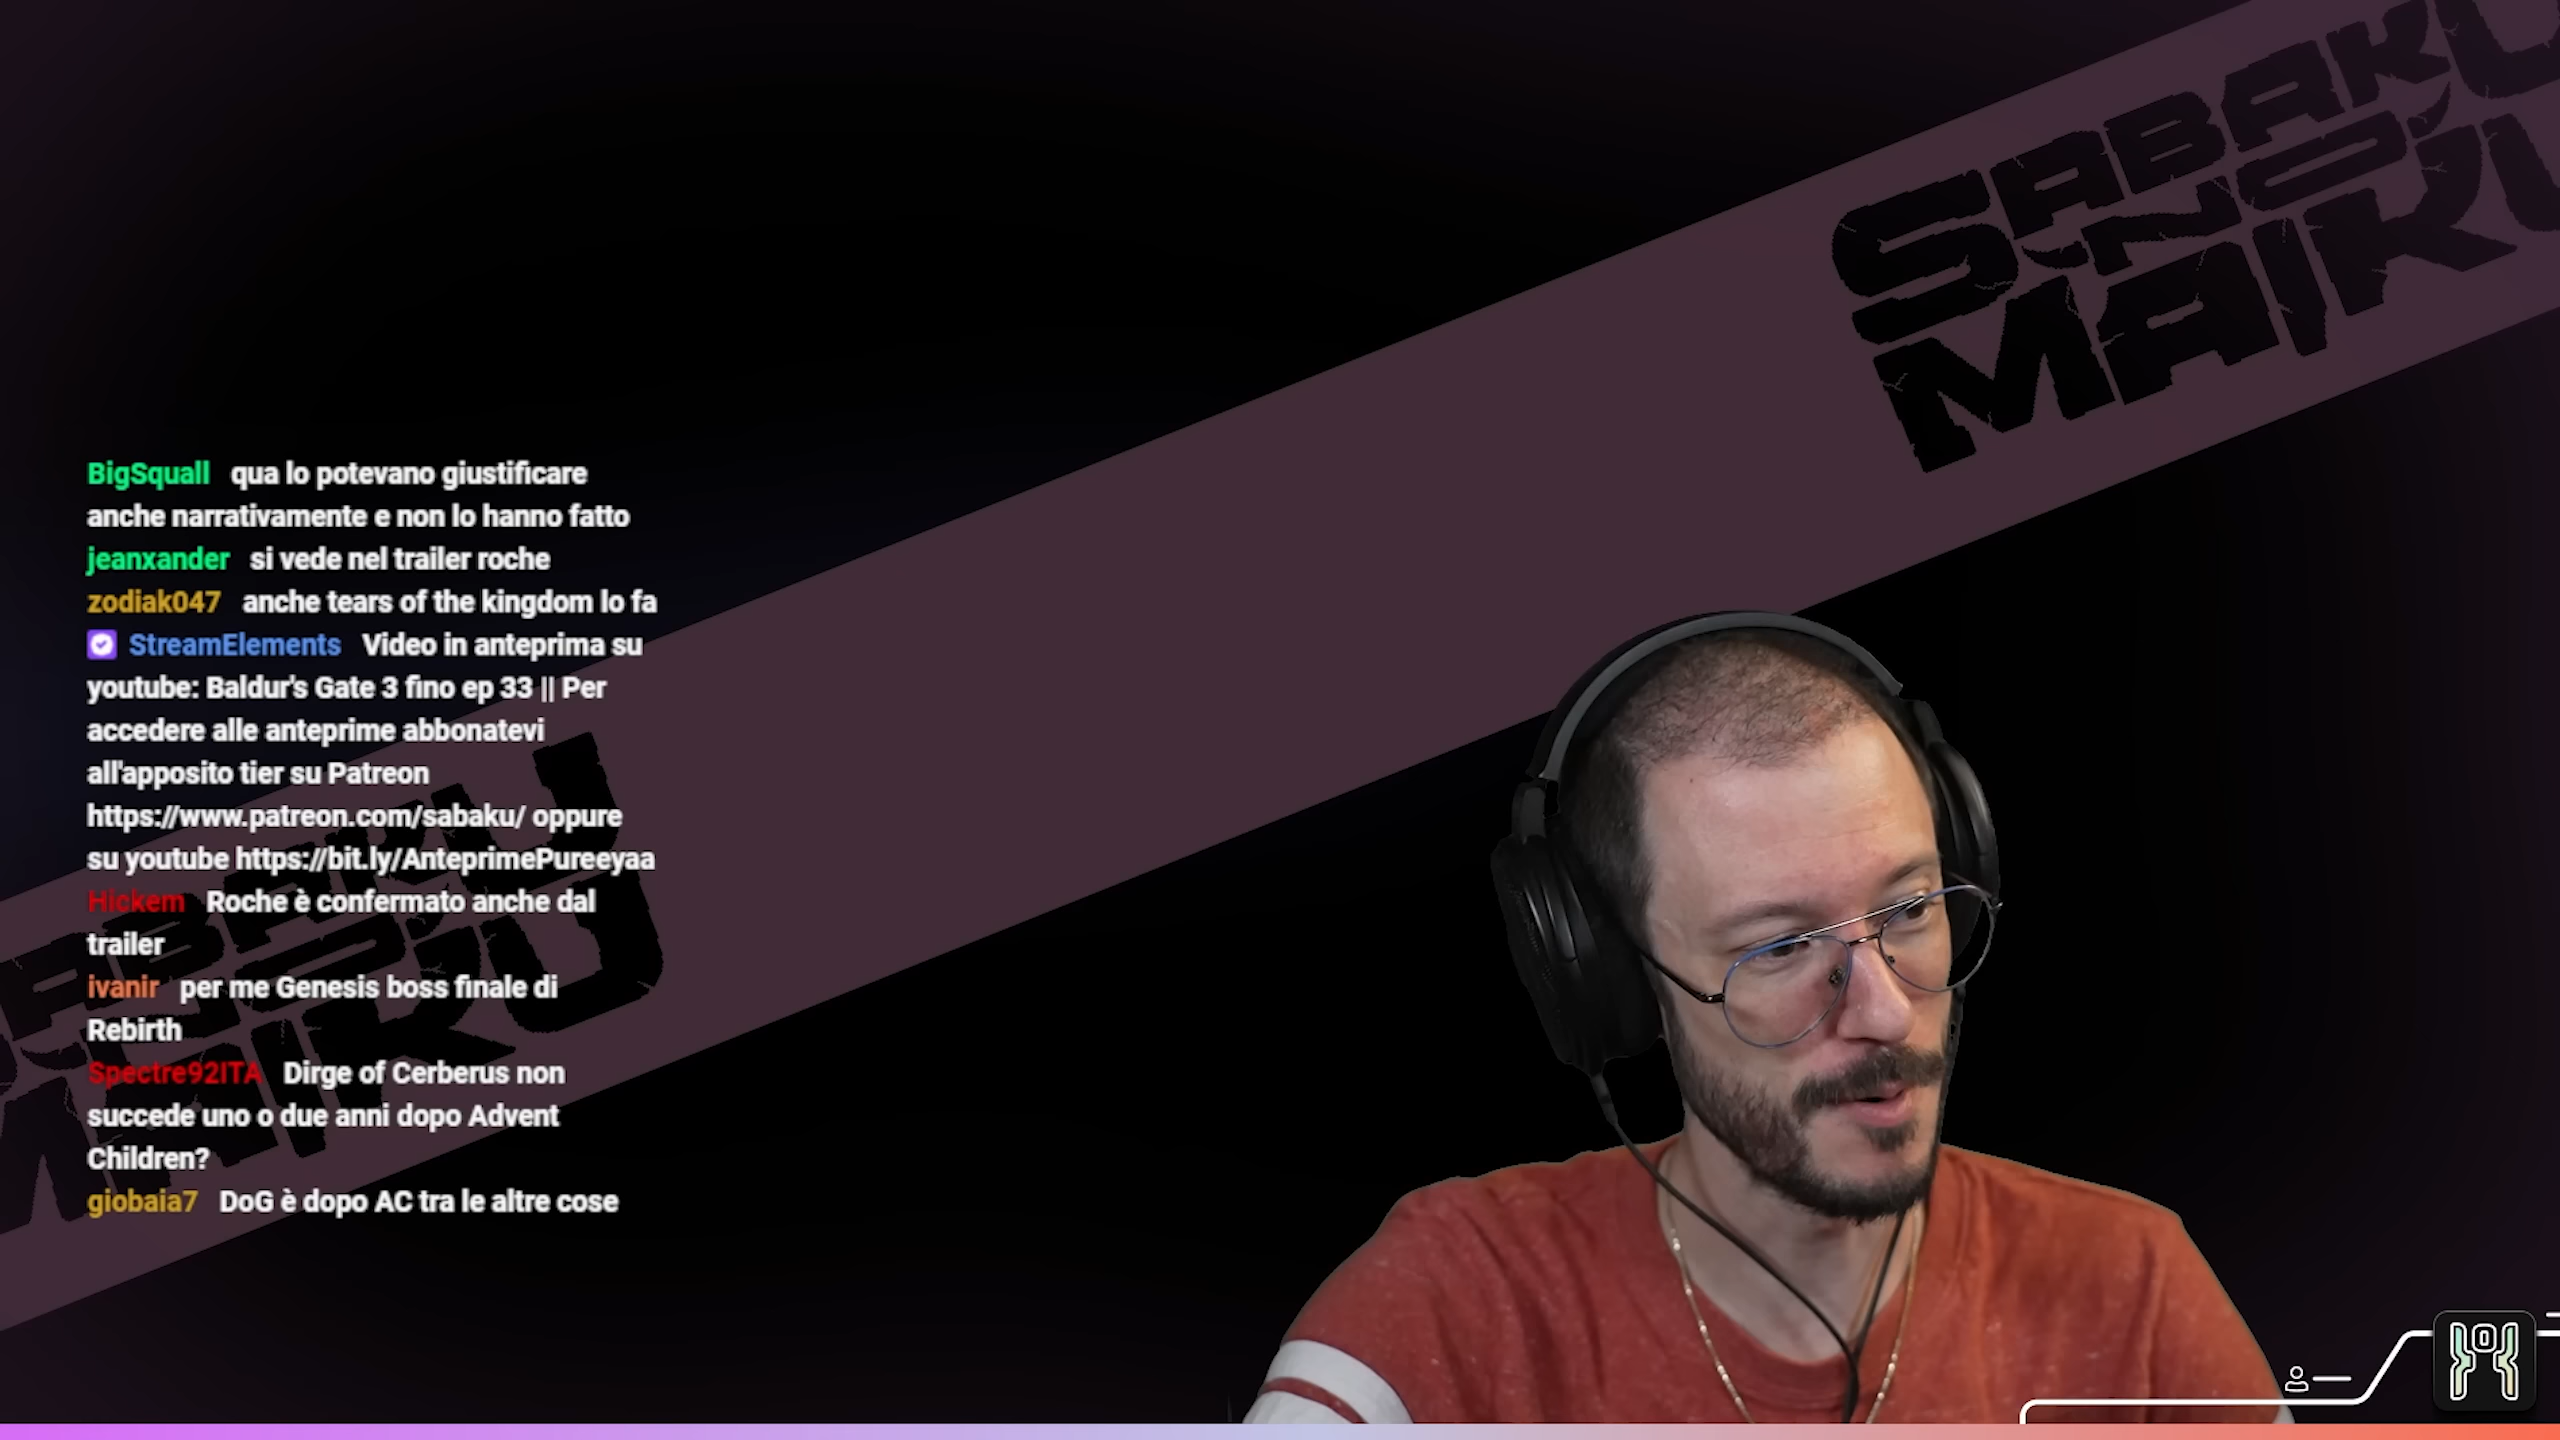 SABAKU
NO
MAIKU
BigSquall qua lo potevano giustificare
anche narrativamente e non lo hanno fatto
jeanxander si vede nel trailer roche
zodiak047 anche tears of the kingdom lo fa
StreamElements Video in anteprima su
youtube: Baldur's Gate 3 fino ep 33 || Per
accedere alle anteprime abbonatevi
all'apposito tier su Patreon
https://www.patreon.com/sabaku/ oppure
su youtube https://bit.ly/AnteprimePureeyaa
Hickem Roche è confermato anche dal
trailer
ivanir per me Genesis boss finale di
Rebirth
Spectre92ITA Dirge of Cerberus non
succede uno o due anni dopo Advent
Children?
giobaia7 DoG è dopo AC tra le altre cose